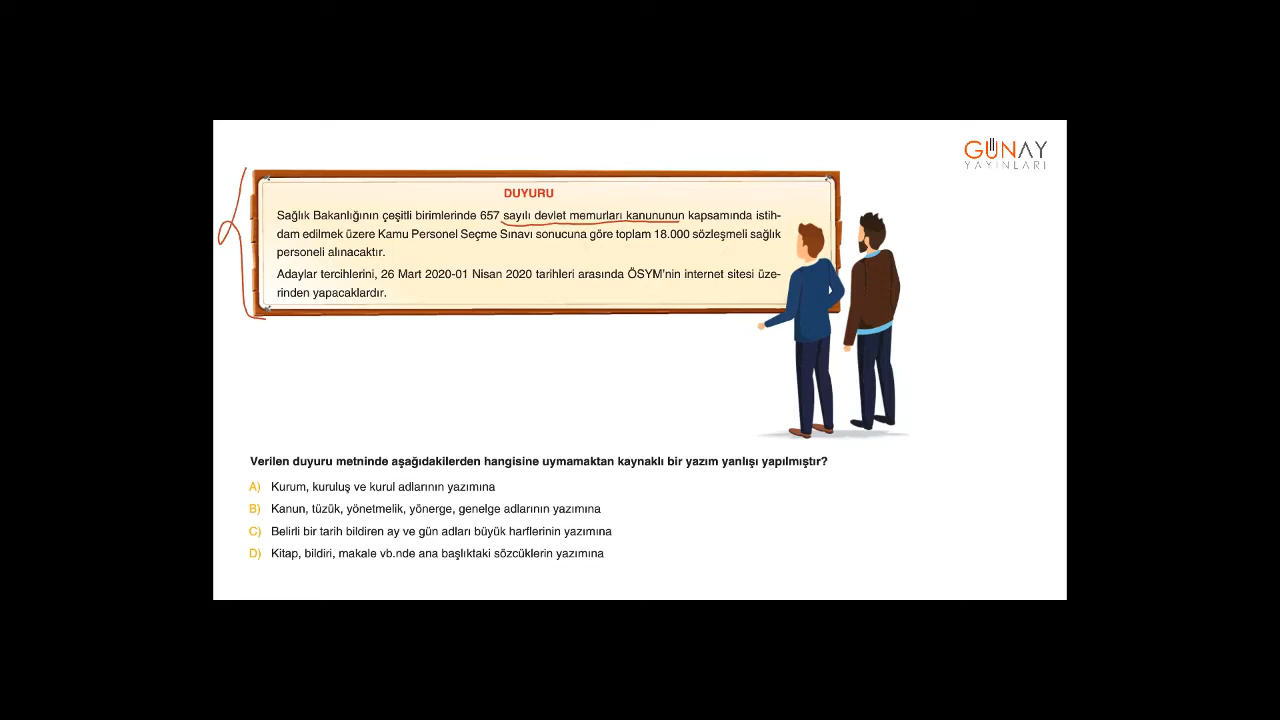 GÜNAY
YAYINLARI
DUYURU
Sağlık Bakanlığının çeşitli birimlerinde 657 sayılı devlet memurları kanununun kapsamında istih-
dam edilmek üzere Kamu Personel Seçme Sınavı sonucuna göre toplam 18.000 sözleşmeli sağlık
personeli alınacaktır.
Adaylar tercihlerini, 26 Mart 2020-01 Nisan 2020 tarihleri arasında ÖSYM'nin internet sitesi üze-
rinden yapacaklardır.
Verilen duyuru metninde aşağıdakilerden hangisine uymamaktan kaynaklı bir yazım yanlışı yapılmıştır?
A) Kurum, kuruluş ve kurul adlarının yazımına
B) Kanun, tüzük, yönetmelik, yönerge, genelge adlarının yazımına
C) Belirli bir tarih bildiren ay ve gün adları büyük harflerinin yazımına
D) Kitap, bildiri, makale vb.nde ana başlıktaki sözcüklerin yazımına